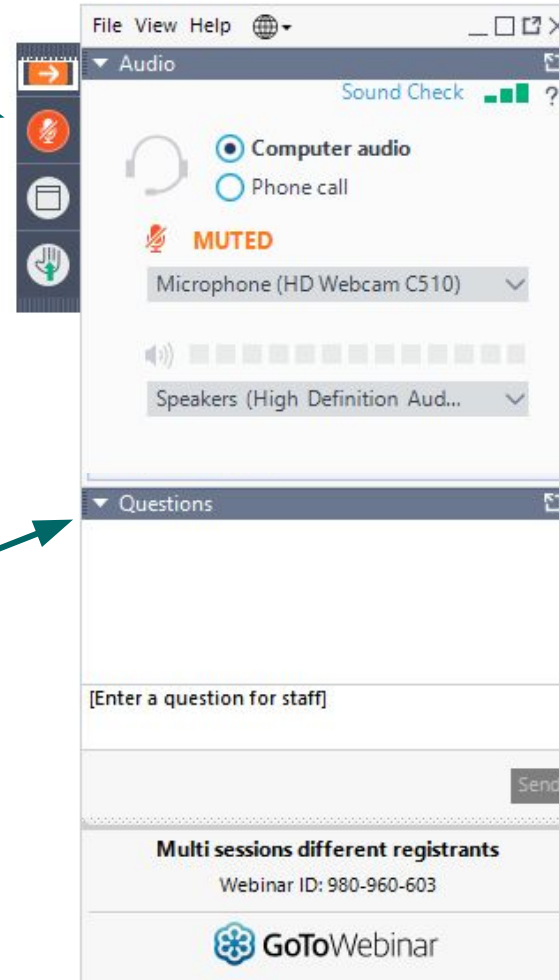 File View Help
Audio
Sound Check ?
Computer audio
Phone call
MUTED
Microphone (HD Webcam C510)
Speakers (High Definition Aud...
Questions
[Enter a question for staff]
Send
Multi sessions different registrants
Webinar ID: 980-960-603
GoToWebinar